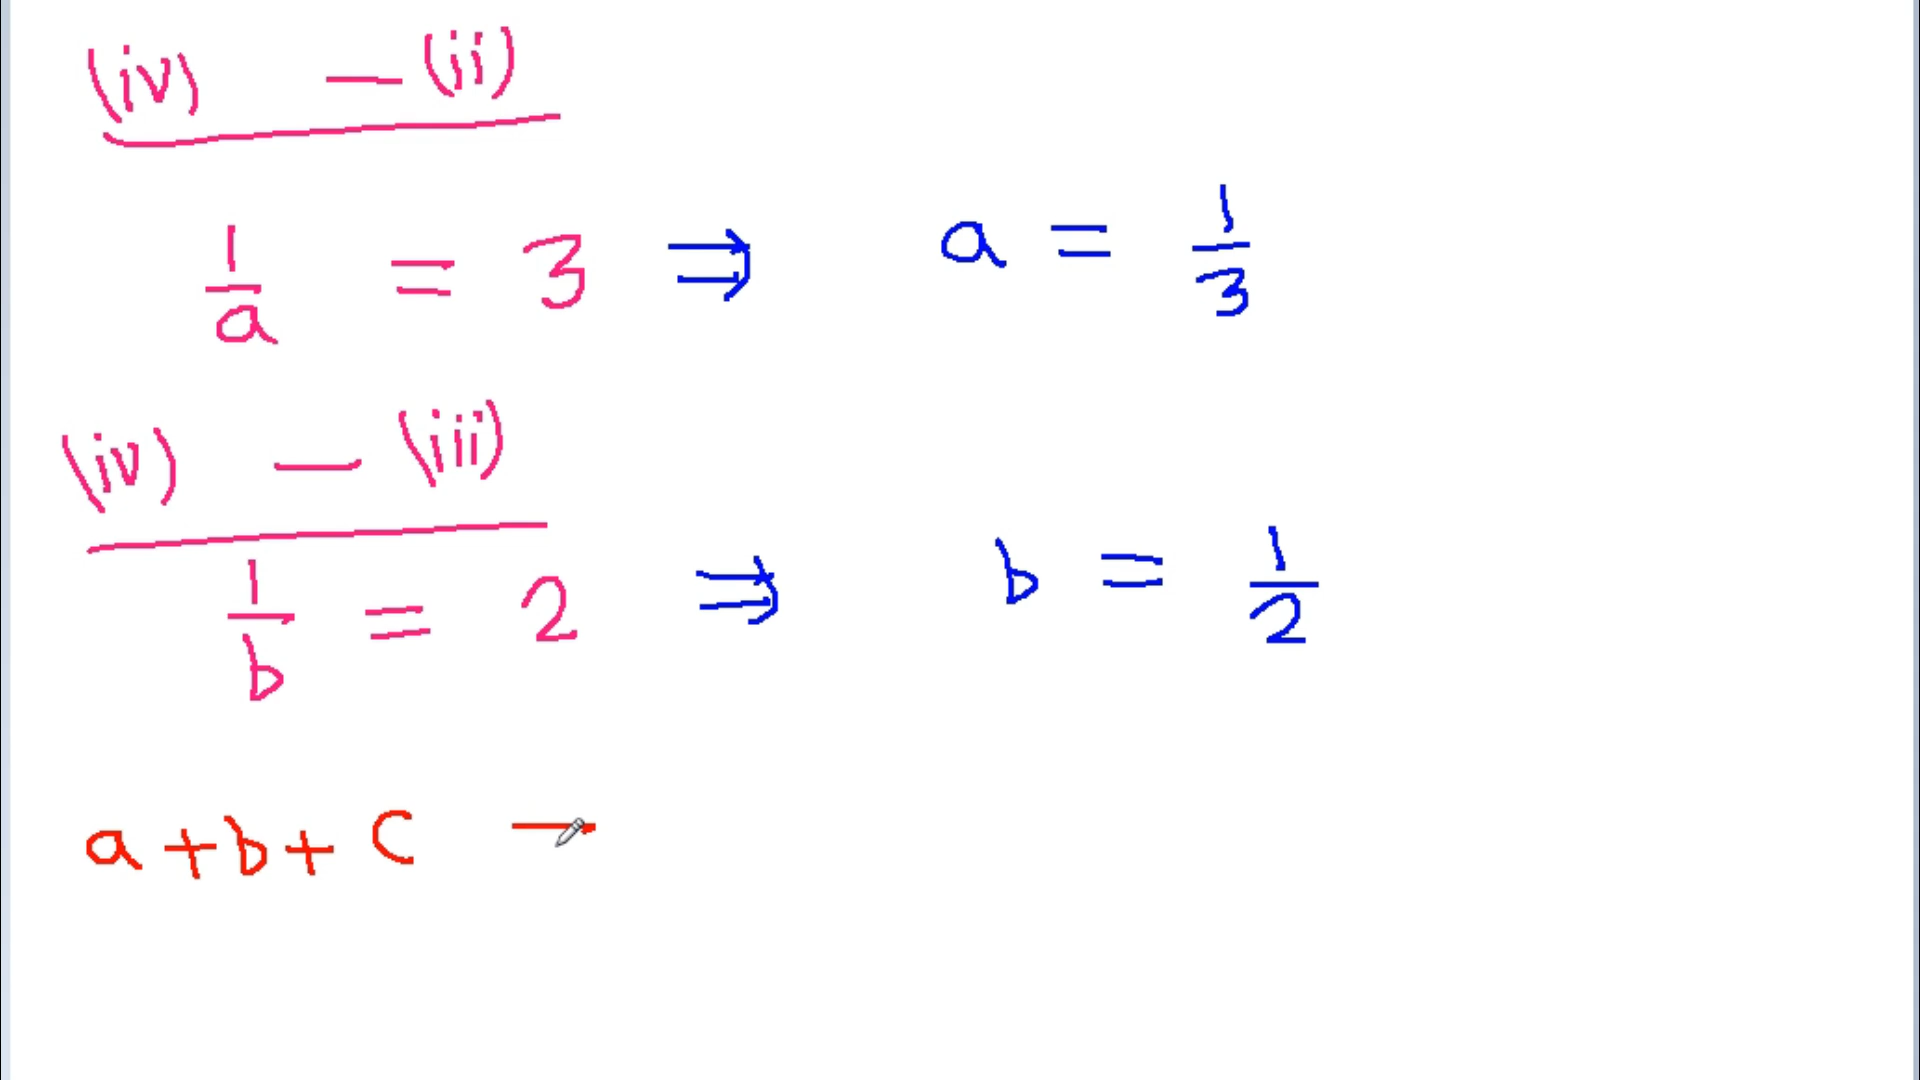 (iv) — (ii)
1/a = 3 ⇒ a = 1/3
(iv) — (iii)
1/b = 2 ⇒ b = 1/2
a + b + c